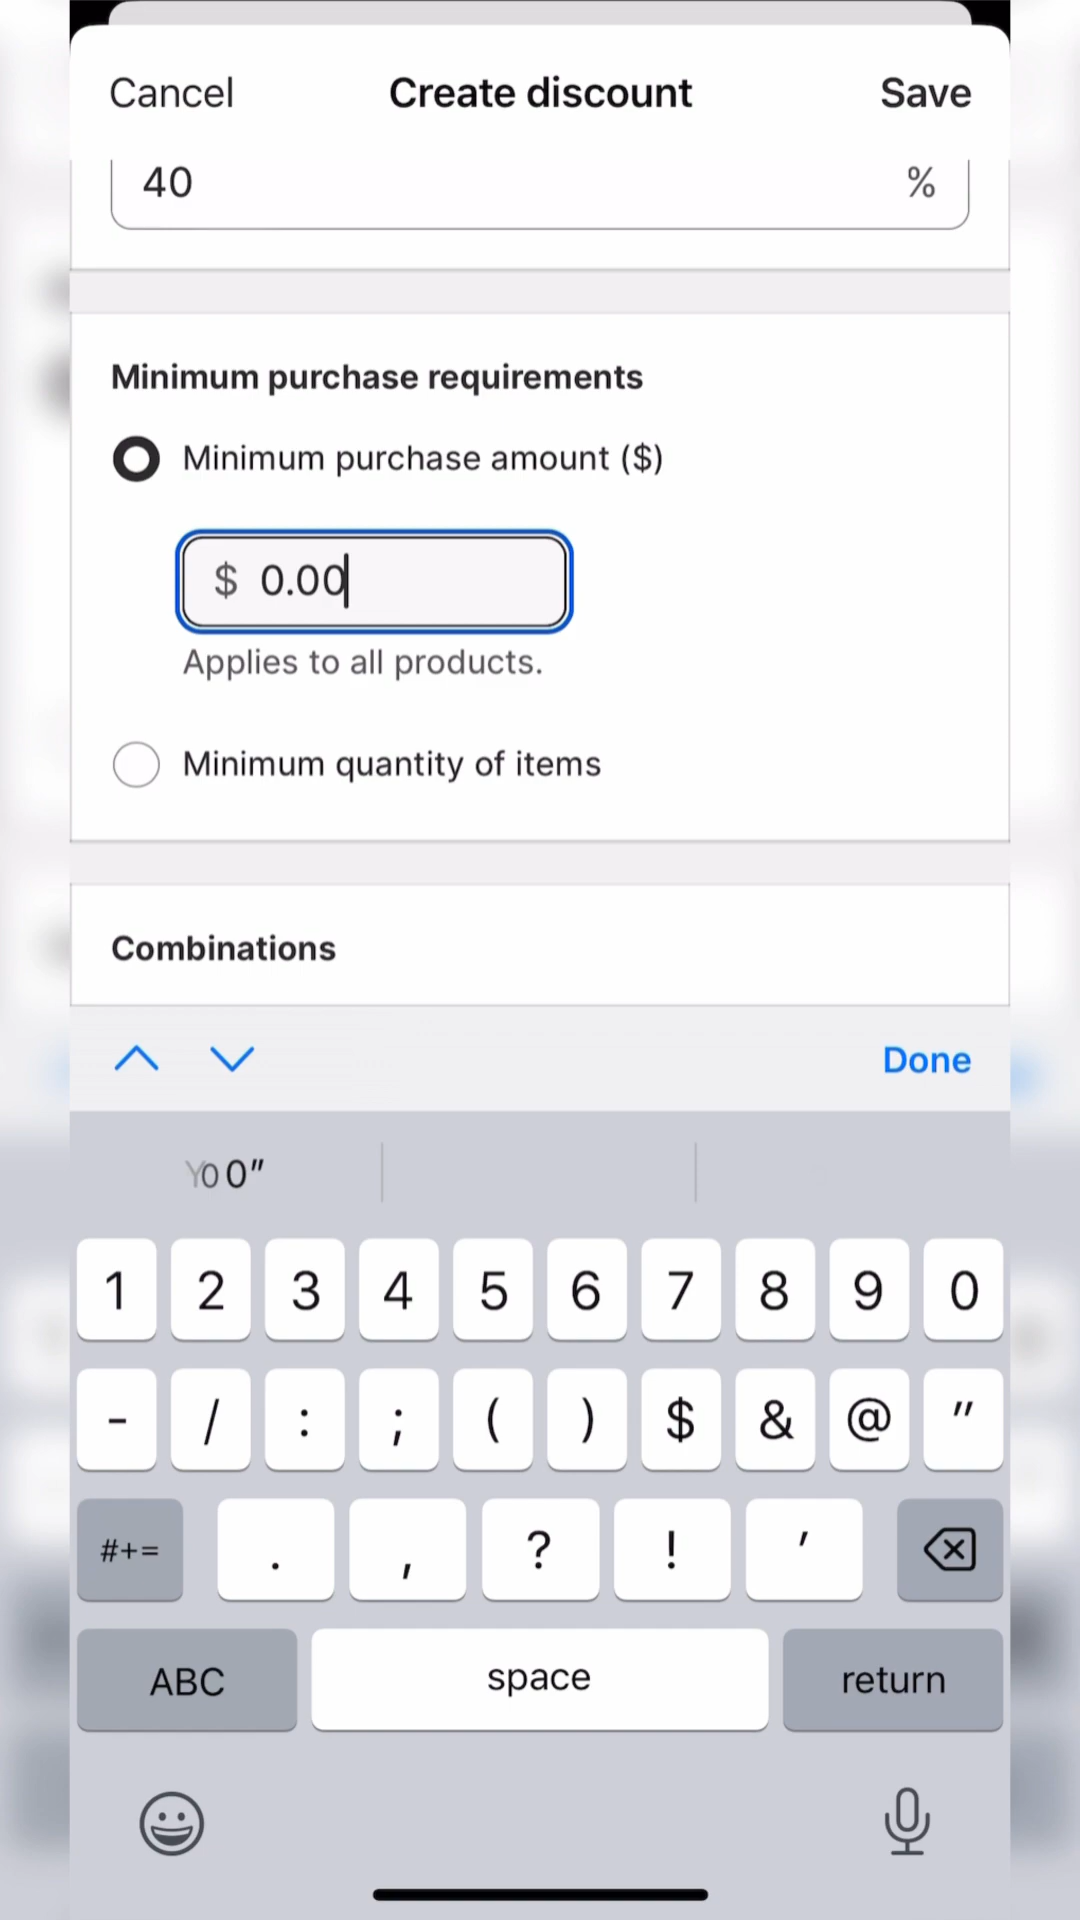 Cancel Create discount Save
40 %
Minimum purchase requirements
Minimum purchase amount ($)
$ 0.00
Applies to all products.
Minimum quantity of items
Combinations
Done
1 2 3 4 5 6 7 8 9 0
- / : ; ( ) $ & @ "
#+= . , ? ! '
ABC space return